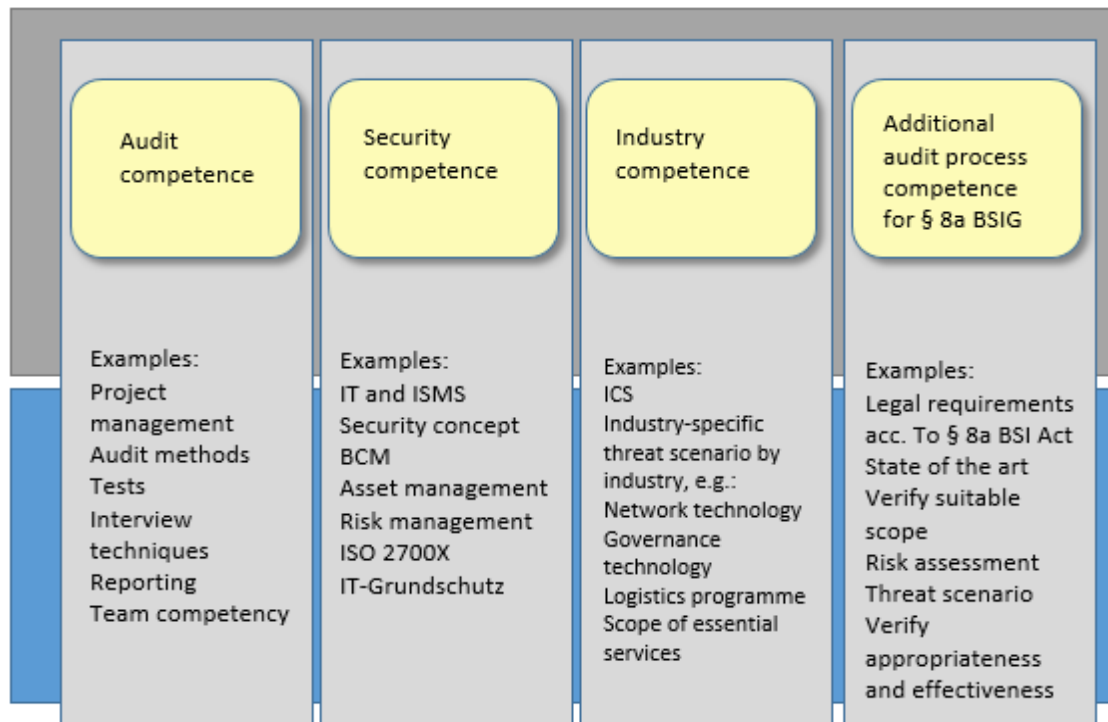 Audit
competence
Examples:
Project
management
Audit methods
Tests
Interview
techniques
Reporting
Team competency
Security
competence
Examples:
IT and ISMS
Security concept
BCM
Asset management
Risk management
ISO 2700X
IT-Grundschutz
Industry
competence
Examples:
ICS
Industry-specific
threat scenario by
industry, e.g.:
Network technology
Governance
technology
Logistics programme
Scope of essential
services
Additional
audit process
competence
for § 8a BSIG
Examples:
Legal requirements
acc. To § 8a BSI Act
State of the art
Verify suitable
scope
Risk assessment
Threat scenario
Verify
appropriateness
and effectiveness